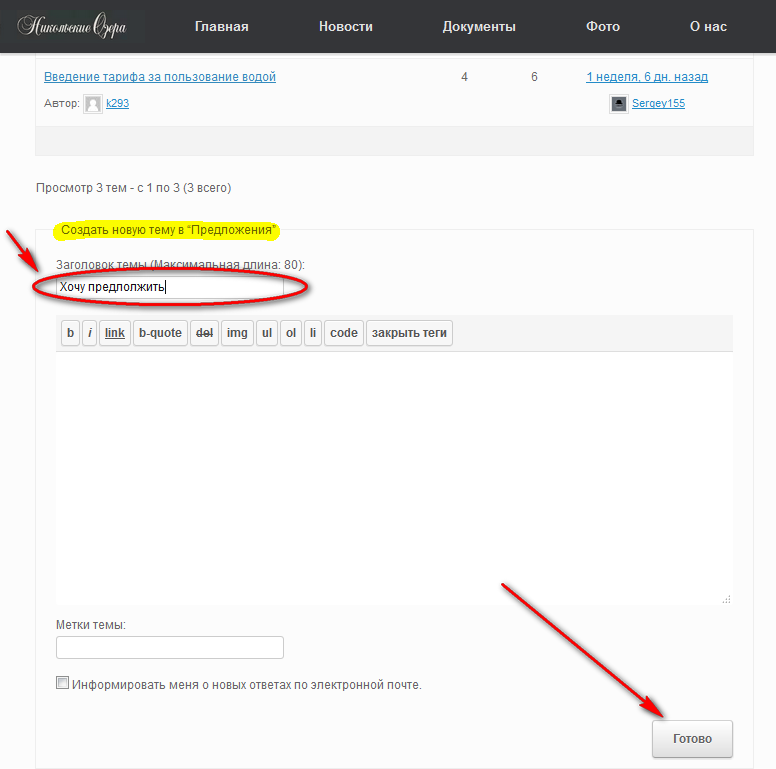 Никольские Озера Главная Новости Документы Фото О нас
Введение тарифа за пользование водой 4 6 1 неделя, 6 дн. назад
Автор: k293 Sergey155
Просмотр 3 тем - с 1 по 3 (3 всего)
Создать новую тему в “Предложения”
Заголовок темы (Максимальная длина: 80):
Хочу предполжить
b i link b-quote del img ul ol li code закрыть теги
Метки темы:
Информировать меня о новых ответах по электронной почте.
Готово